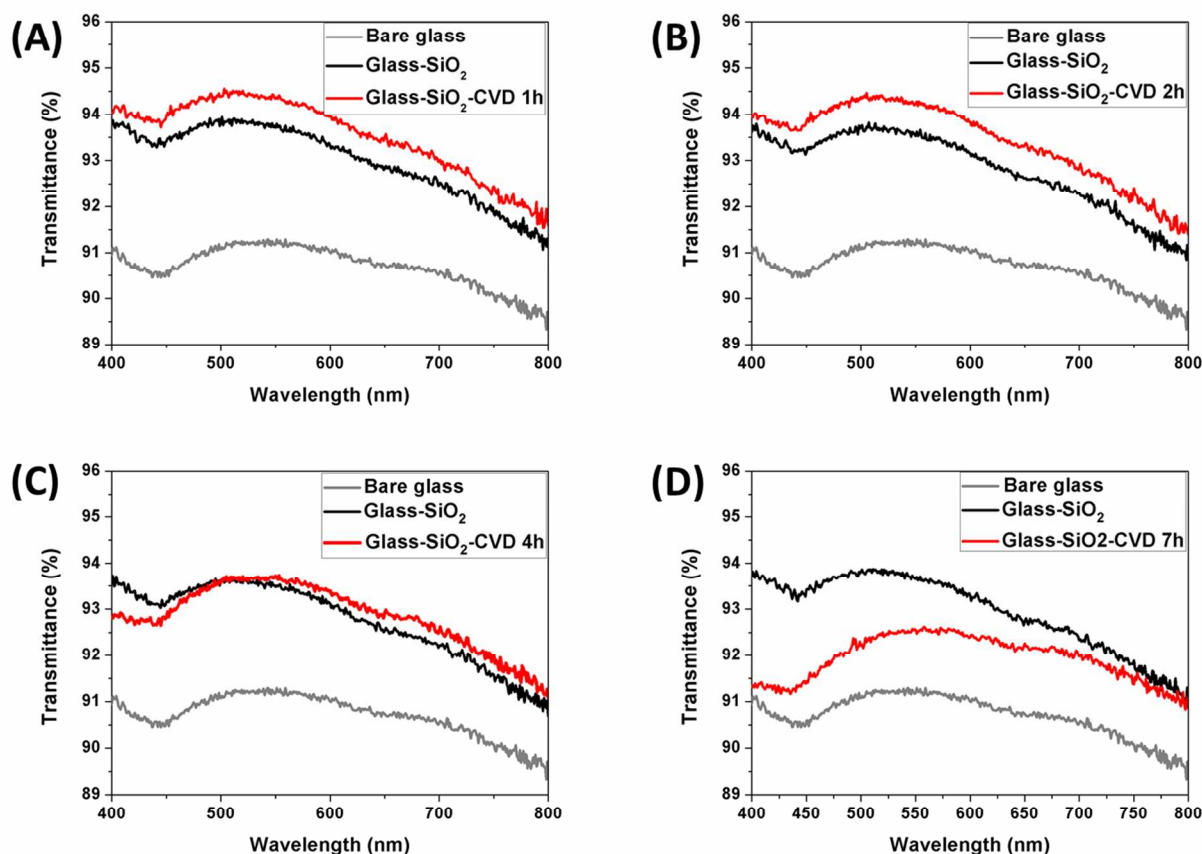 (A)
96
95
94
93
92
91
90
89
Transmittance (%)
Bare glass
Glass-SiO₂
Glass-SiO₂-CVD 1h
400 500 600 700 800
Wavelength (nm)
(B)
96
95
94
93
92
91
90
89
Transmittance (%)
Bare glass
Glass-SiO₂
Glass-SiO₂-CVD 2h
400 500 600 700 800
Wavelength (nm)
(C)
96
95
94
93
92
91
90
89
Transmittance (%)
Bare glass
Glass-SiO₂
Glass-SiO₂-CVD 4h
400 500 600 700 800
Wavelength (nm)
(D)
96
95
94
93
92
91
90
89
Transmittance (%)
Bare glass
Glass-SiO₂
Glass-SiO2-CVD 7h
400 450 500 550 600 650 700 750 800
Wavelength (nm)